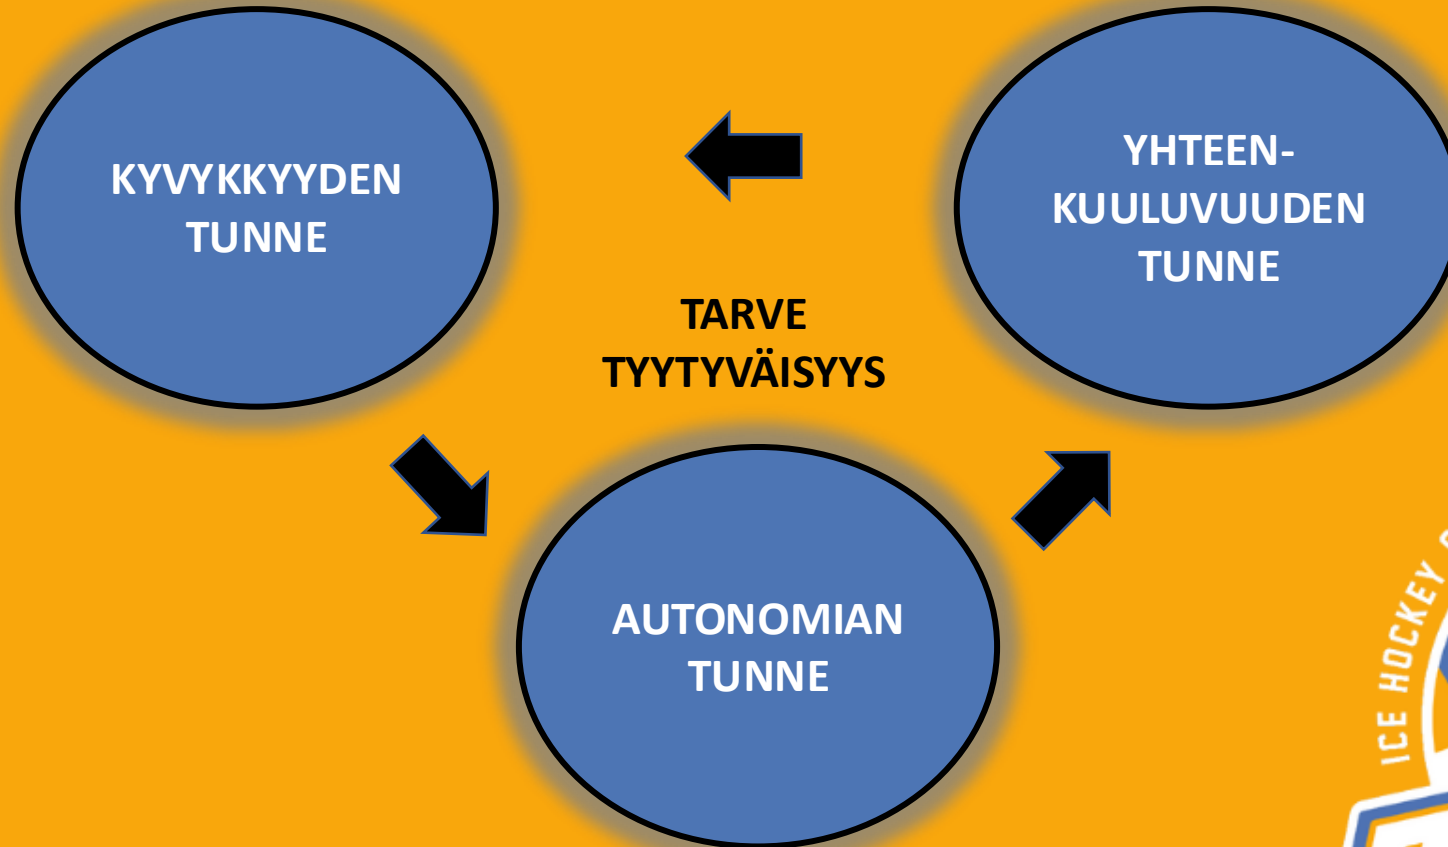 KYVYKKYYDEN
TUNNE
YHTEEN-
KUULUVUUDEN
TUNNE
TARVE
TYYTYVÄISYYS
AUTONOMIAN
TUNNE
ICE HOCKEY